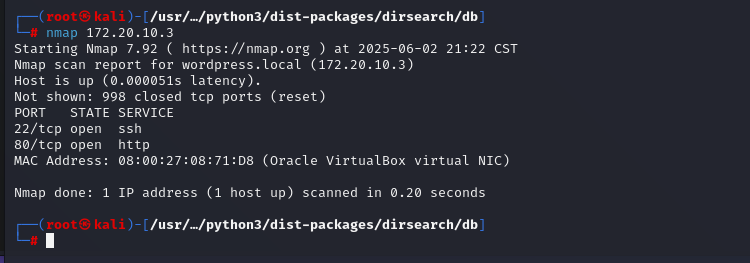 ┌──(root㉿kali)-[/usr/…/python3/dist-packages/dirsearch/db]
└─# nmap 172.20.10.3
Starting Nmap 7.92 ( https://nmap.org ) at 2025-06-02 21:22 CST
Nmap scan report for wordpress.local (172.20.10.3)
Host is up (0.000051s latency).
Not shown: 998 closed tcp ports (reset)
PORT   STATE SERVICE
22/tcp open  ssh
80/tcp open  http
MAC Address: 08:00:27:08:71:D8 (Oracle VirtualBox virtual NIC)
Nmap done: 1 IP address (1 host up) scanned in 0.20 seconds
┌──(root㉿kali)-[/usr/…/python3/dist-packages/dirsearch/db]
└─#